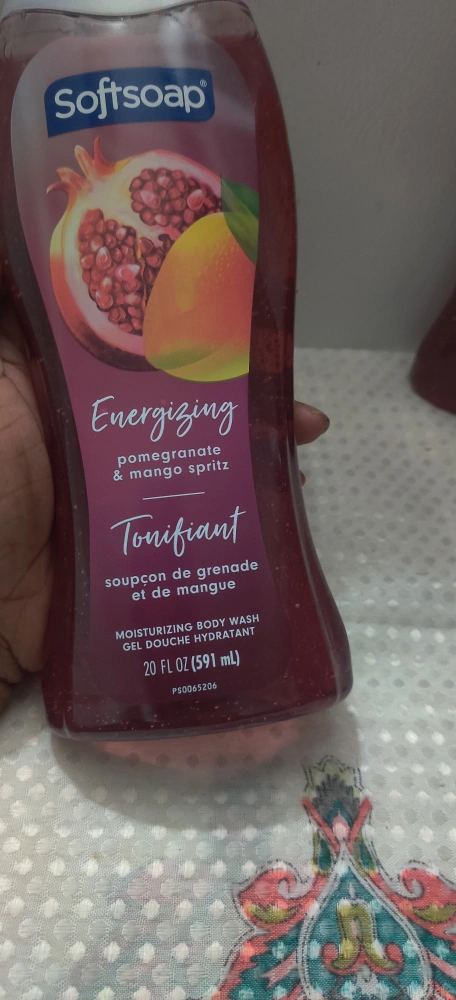 Softsoap®
Energizing
pomegranate
& mango spritz
Tonifiant
soupçon de grenade
et de mangue
MOISTURIZING BODY WASH
GEL DOUCHE HYDRATANT
20 FL OZ (591 mL)
PS0065206